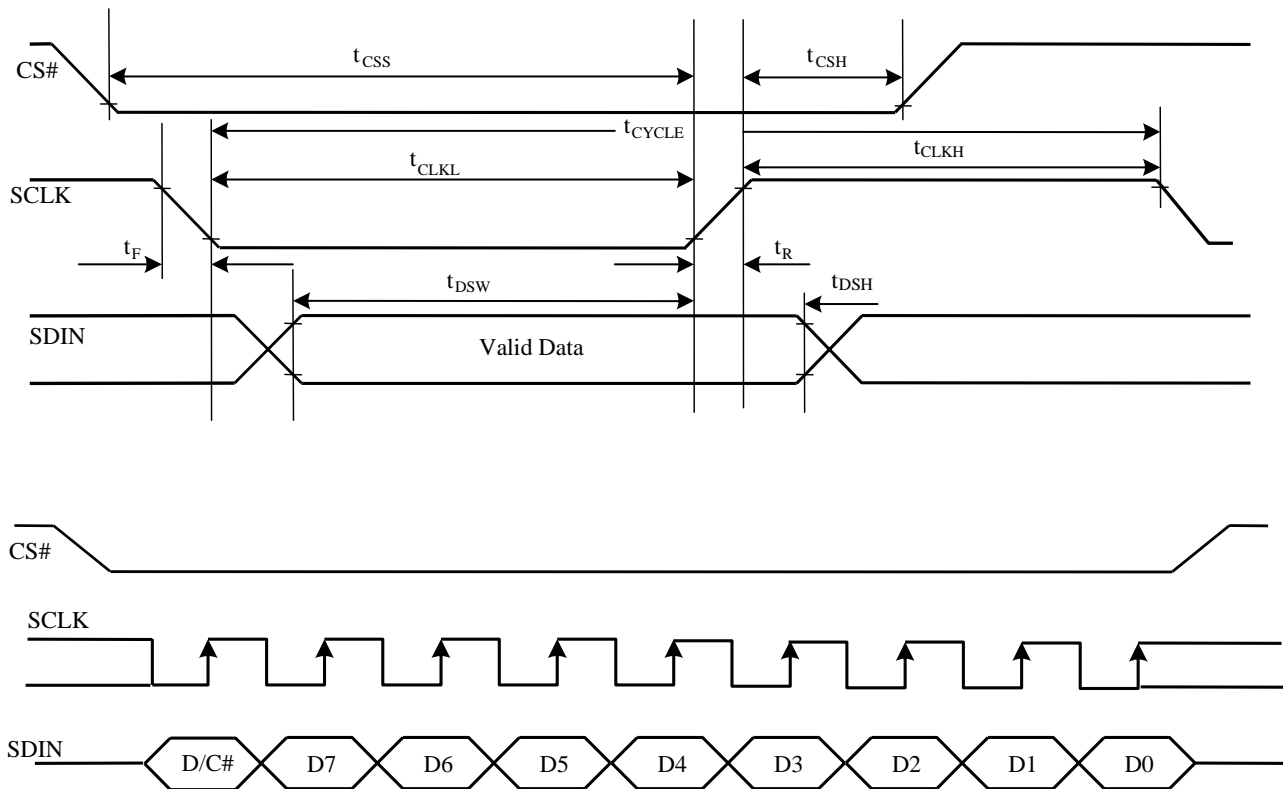 CS#
tCSS
tCSH
tCYCLE
tCLKL
tCLKH
SCLK
tF
tR
tDSW
tDSH
SDIN
Valid Data
CS#
SCLK
SDIN
D/C# D7 D6 D5 D4 D3 D2 D1 D0